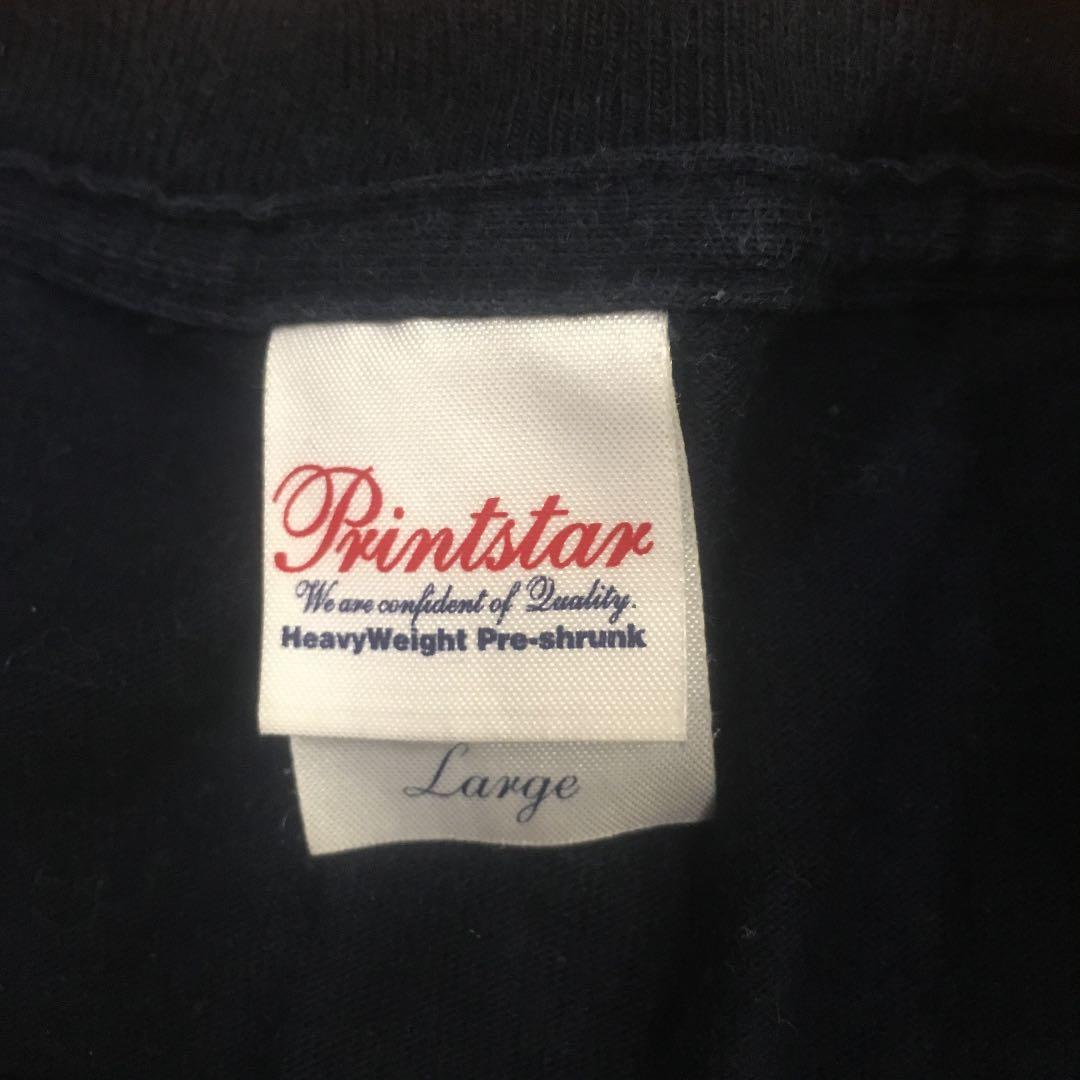 Printstar
We are confident of Quality.
HeavyWeight Pre-shrunk
Large